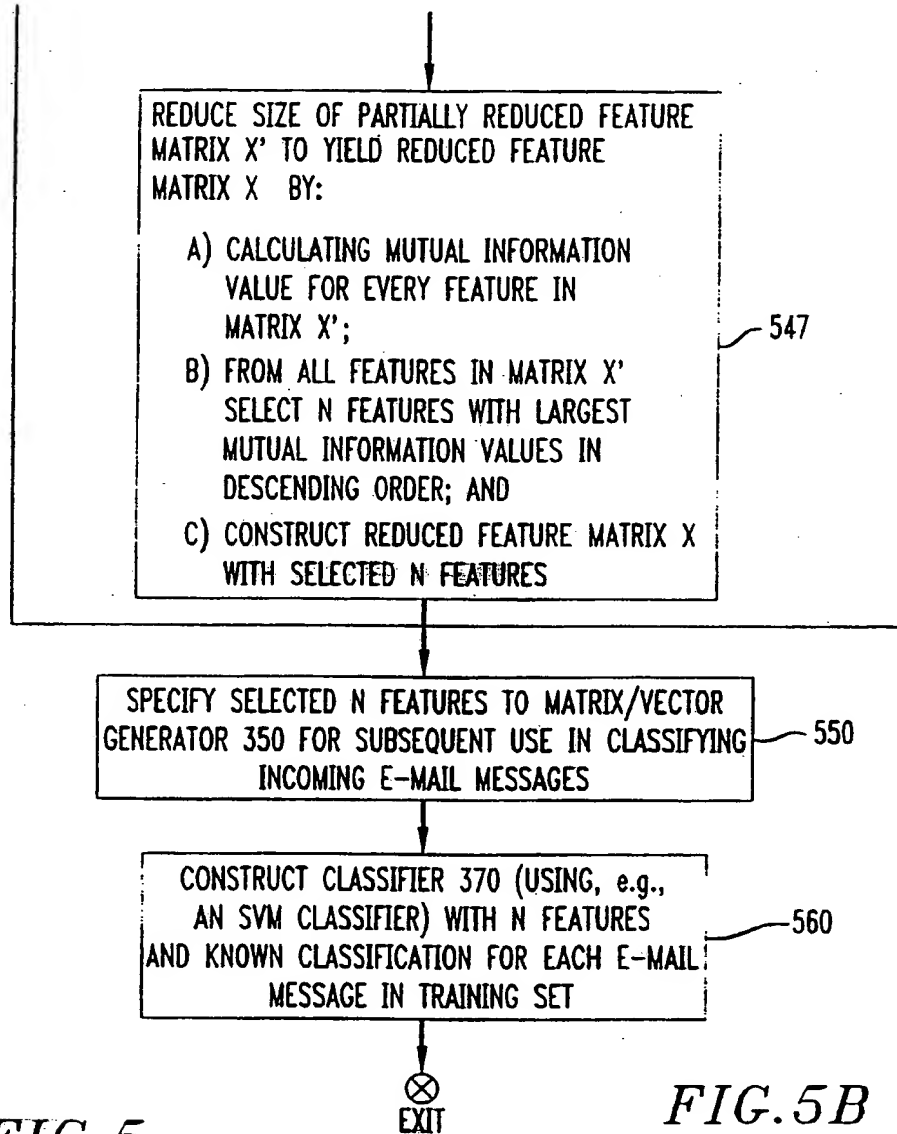 REDUCE SIZE OF PARTIALLY REDUCED FEATURE
MATRIX X' TO YIELD REDUCED FEATURE
MATRIX X BY:
A) CALCULATING MUTUAL INFORMATION
VALUE FOR EVERY FEATURE IN
MATRIX X';
B) FROM ALL FEATURES IN MATRIX X'
SELECT N FEATURES WITH LARGEST
MUTUAL INFORMATION VALUES IN
DESCENDING ORDER; AND
C) CONSTRUCT REDUCED FEATURE MATRIX X
WITH SELECTED N FEATURES
547
SPECIFY SELECTED N FEATURES TO MATRIX/VECTOR
GENERATOR 350 FOR SUBSEQUENT USE IN CLASSIFYING
INCOMING E-MAIL MESSAGES
550
CONSTRUCT CLASSIFIER 370 (USING, e.g.,
AN SVM CLASSIFIER) WITH N FEATURES
AND KNOWN CLASSIFICATION FOR EACH E-MAIL
MESSAGE IN TRAINING SET
560
EXIT
FIG.5B
FIG.5